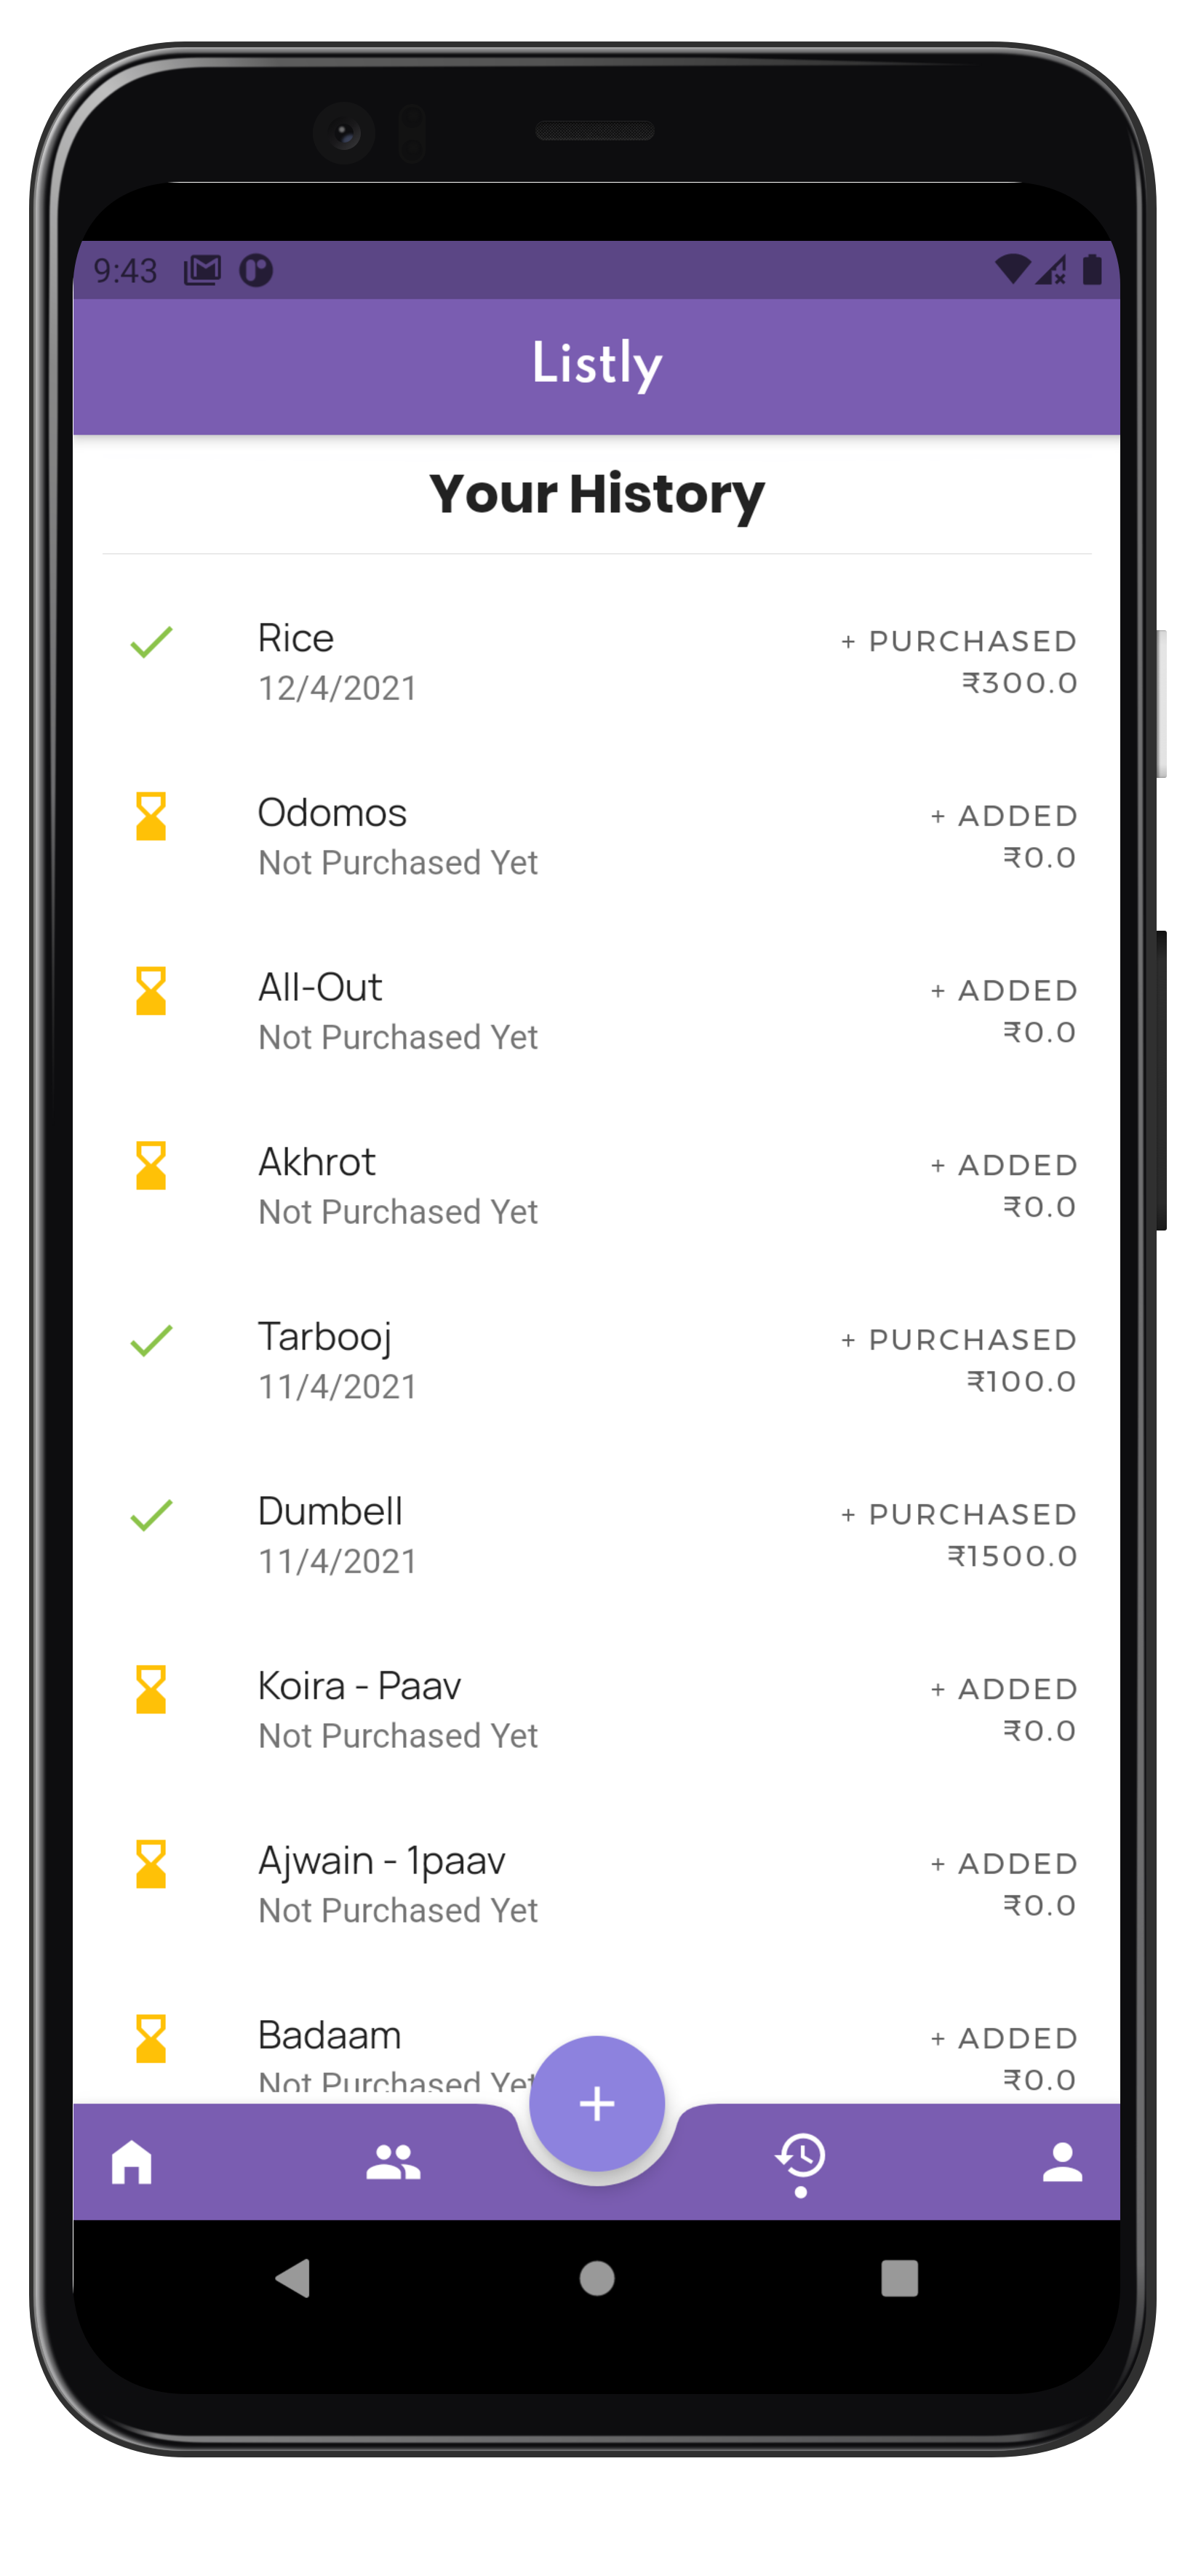 9:43
Listly
Your History
Rice
+ PURCHASED
12/4/2021
₹300.0
Odomos
+ ADDED
Not Purchased Yet
₹0.0
All-Out
+ ADDED
Not Purchased Yet
₹0.0
Akhrot
+ ADDED
Not Purchased Yet
₹0.0
Tarbooj
+ PURCHASED
11/4/2021
₹100.0
Dumbell
+ PURCHASED
11/4/2021
₹1500.0
Koira - Paav
+ ADDED
Not Purchased Yet
₹0.0
Ajwain - 1paav
+ ADDED
Not Purchased Yet
₹0.0
Badaam
+ ADDED
Not Purchased Yet
₹0.0
+